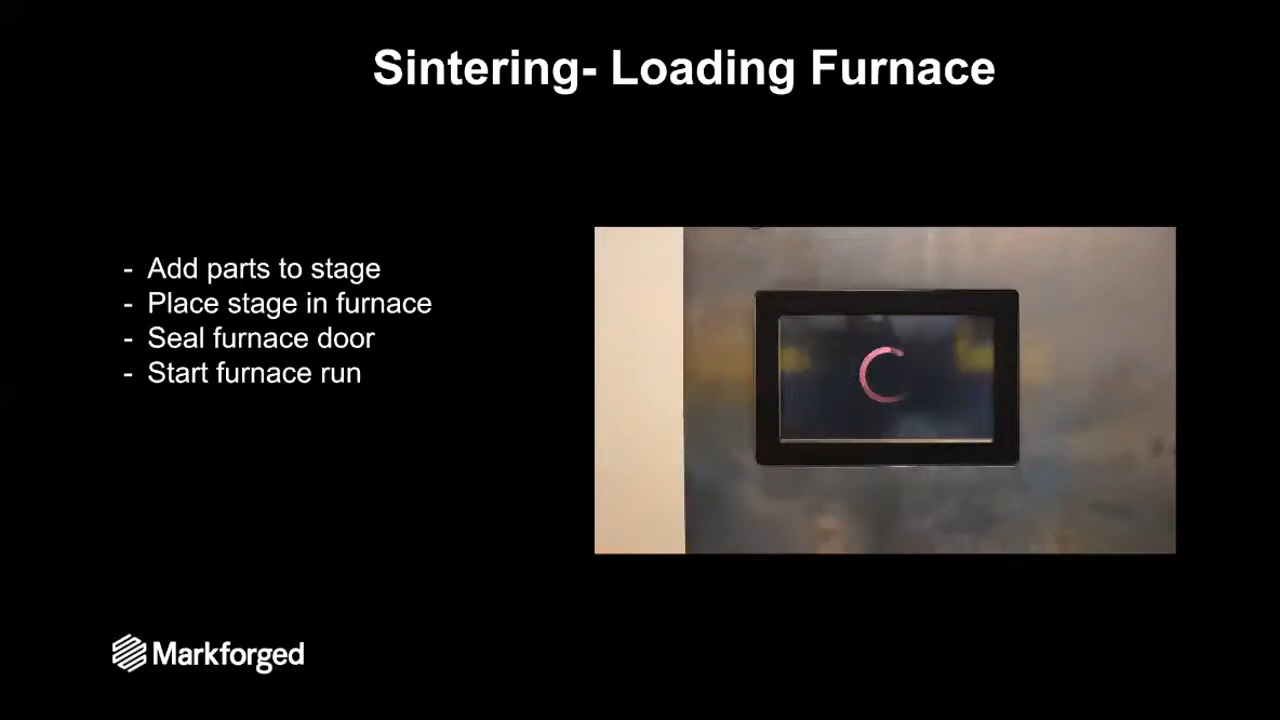 Sintering- Loading Furnace
- Add parts to stage
- Place stage in furnace
- Seal furnace door
- Start furnace run
Markforged